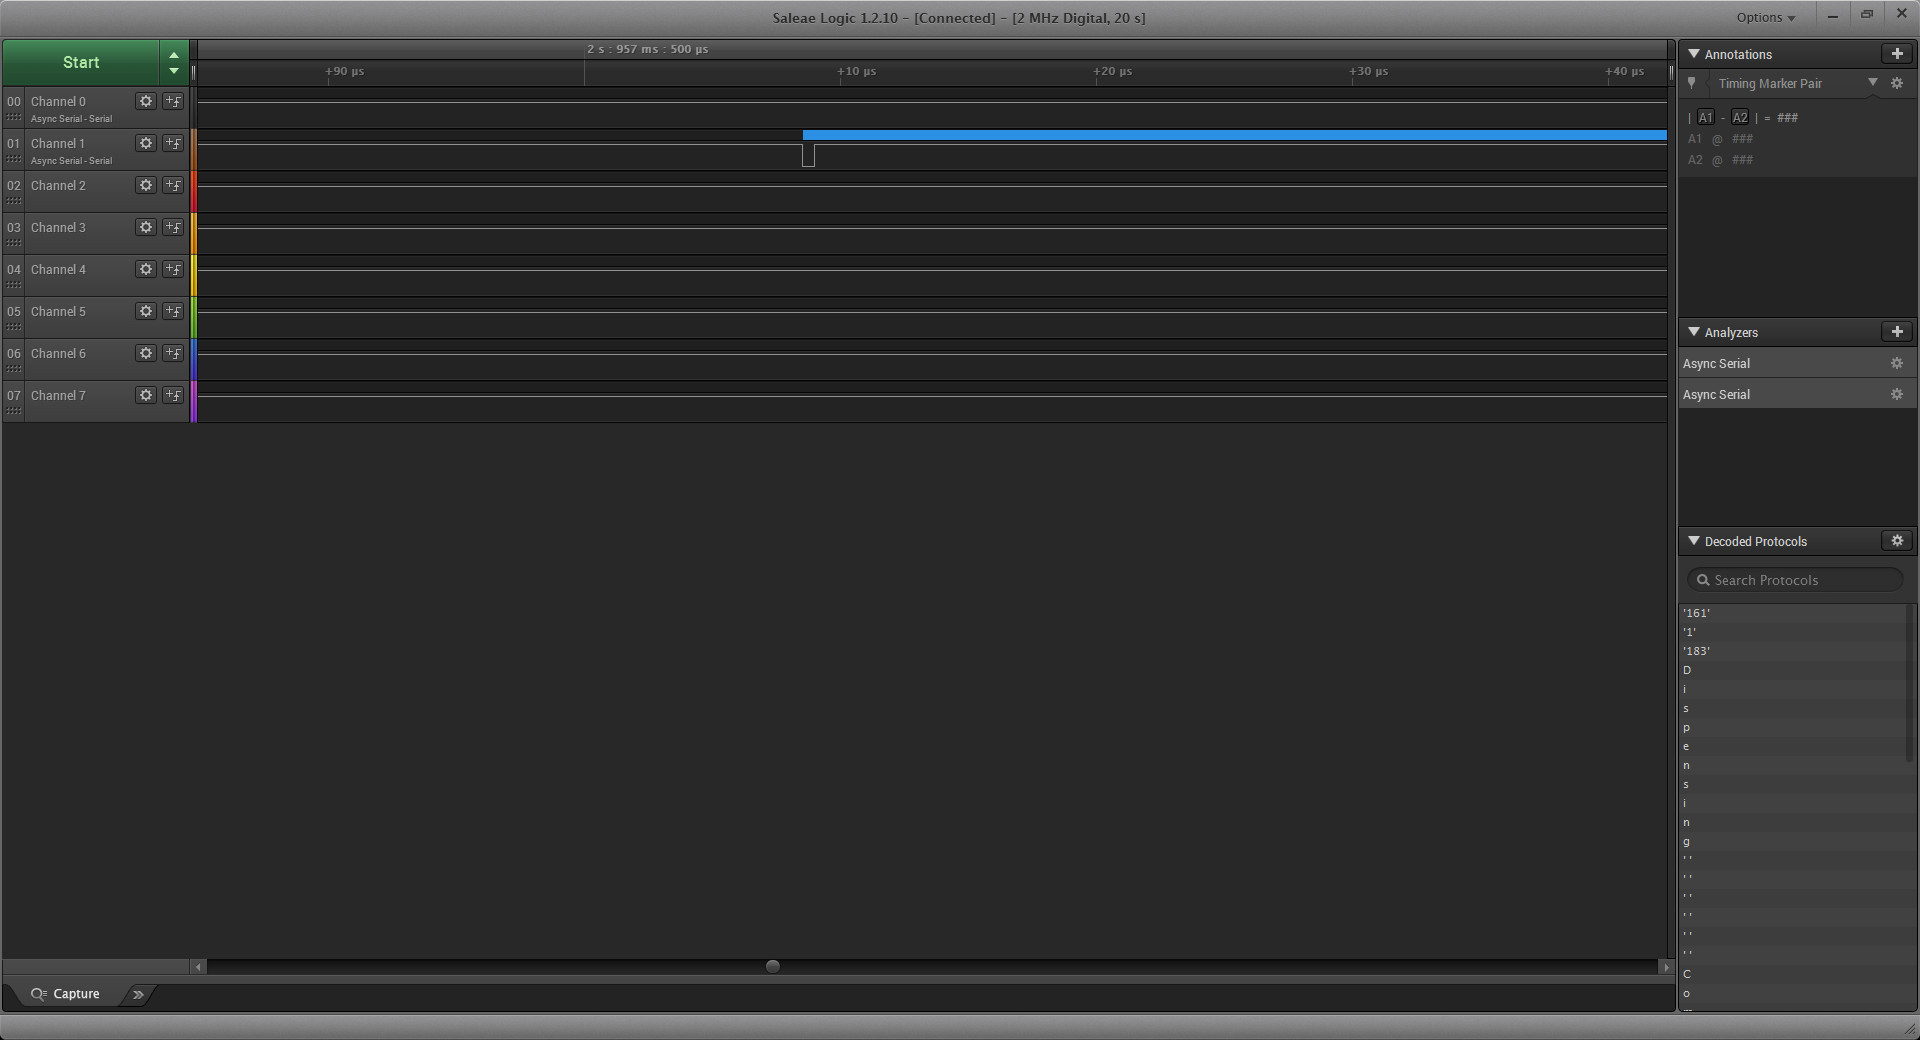 Saleae Logic 1.2.10 - [Connected] - [2 MHz Digital, 20 s]
Options
Start
2 s : 957 ms : 500 µs
+90 µs
+10 µs
+20 µs
+30 µs
+40 µs
00 Channel 0
Async Serial - Serial
01 Channel 1
Async Serial - Serial
02 Channel 2
03 Channel 3
04 Channel 4
05 Channel 5
06 Channel 6
07 Channel 7
Capture
Annotations
Timing Marker Pair
| A1 - A2 | = ###
A1 @ ###
A2 @ ###
Analyzers
Async Serial
Async Serial
Decoded Protocols
Search Protocols
'161'
'1'
'183'
D
i
s
p
e
n
s
i
n
g
' '
' '
' '
' '
' '
' '
C
o